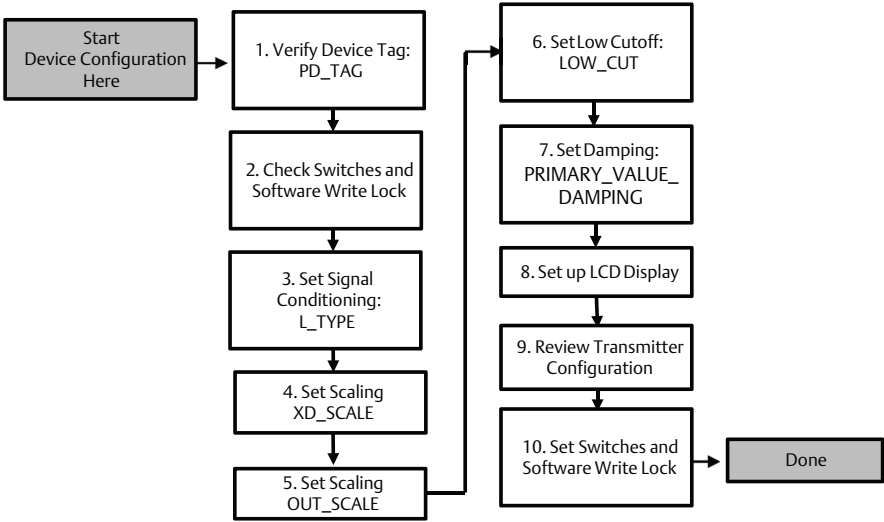 Start
Device Configuration
Here
1. Verify Device Tag:
PD_TAG
2. Check Switches and
Software Write Lock
3. Set Signal
Conditioning:
L_TYPE
4. Set Scaling
XD_SCALE
5. Set Scaling
OUT_SCALE
6. Set Low Cutoff:
LOW_CUT
7. Set Damping:
PRIMARY_VALUE_
DAMPING
8. Set up LCD Display
9. Review Transmitter
Configuration
10. Set Switches and
Software Write Lock
Done